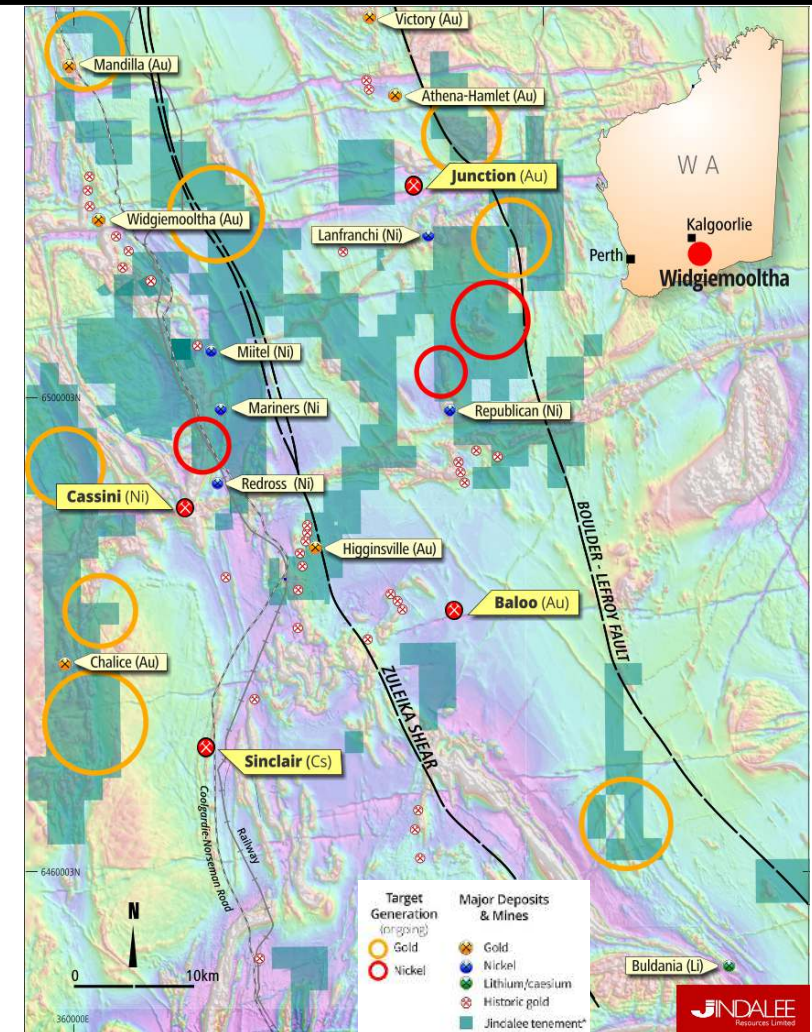 Victory (Au)
Mandilla (Au)
Athena-Hamlet (Au)
Junction (Au)
WA
Kalgoorlie
Perth
Widgiemooltha
Widgiemooltha (Au)
Lanfranchi (Ni)
Miitel (Ni)
6500003N
Mariners (Ni
Republican (Ni)
Redross (Ni)
Cassini (Ni)
BOULDER - LEFROY FAULT
Higginsville (Au)
Baloo (Au)
Chalice (Au)
ZULEIKA SHEAR
Sinclair (Cs)
Coolgardie-Norseman Road
Railway
6460003N
N
0 10km
360000E
Target
Generation
(ongoing)
Gold
Nickel
Major Deposits
& Mines
Gold
Nickel
Lithium/caesium
Historic gold
Jindalee tenement*
Buldania (Li)
JINDALEE
Resources Limited